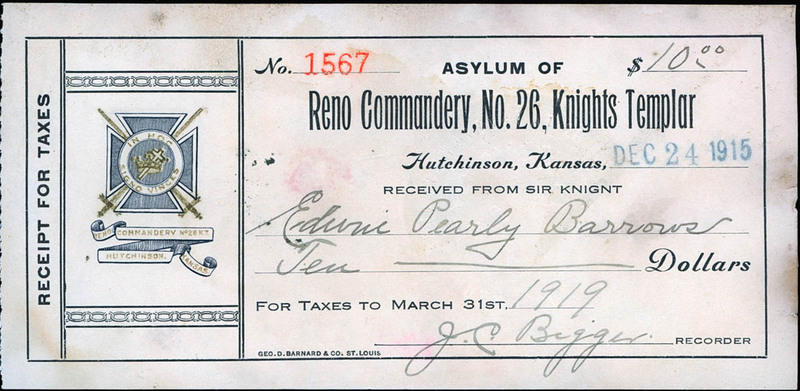 RECEIPT FOR TAXES
IN HOC
SIGNO VINCES
RENO COMMANDERY Nº 26 K.T.
HUTCHINSON, KANSAS
No. 1567 ASYLUM OF $10.00
Reno Commandery, No. 26, Knights Templar
Hutchinson, Kansas, DEC 24 1915
RECEIVED FROM SIR KNIGNT
Edwin Pearly Barrows
Ten Dollars
FOR TAXES TO MARCH 31ST, 1919
J.C. Bigger. RECORDER
GEO. D. BARNARD & CO. ST. LOUIS